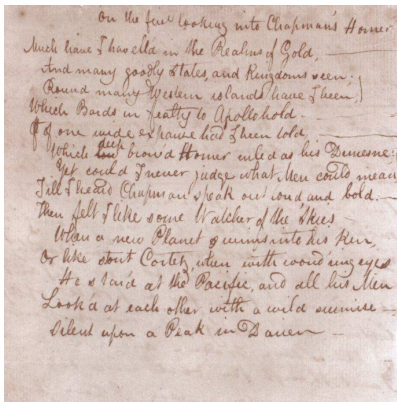 On the first looking into Chapman's Homer
Much have I travell'd in the Realms of Gold,
And many goodly States, and Kingdoms seen;
Round many Western islands have I been,
Which Bards in fealty to Apollo hold.
Of one wide expanse had I been told,
Which deep brow'd Homer ruled as his Demesne:
Yet could I never judge what Men could mean,
Till I heard Chapman speak out loud and bold.
Then felt I like some Watcher of the Skies
When a new Planet swims into his Ken,
Or like stout Cortez, when with wond'ring eyes
He star'd at the Pacific, and all his Men
Look'd at each other with a wild surmise —
Silent upon a Peak in Darien —